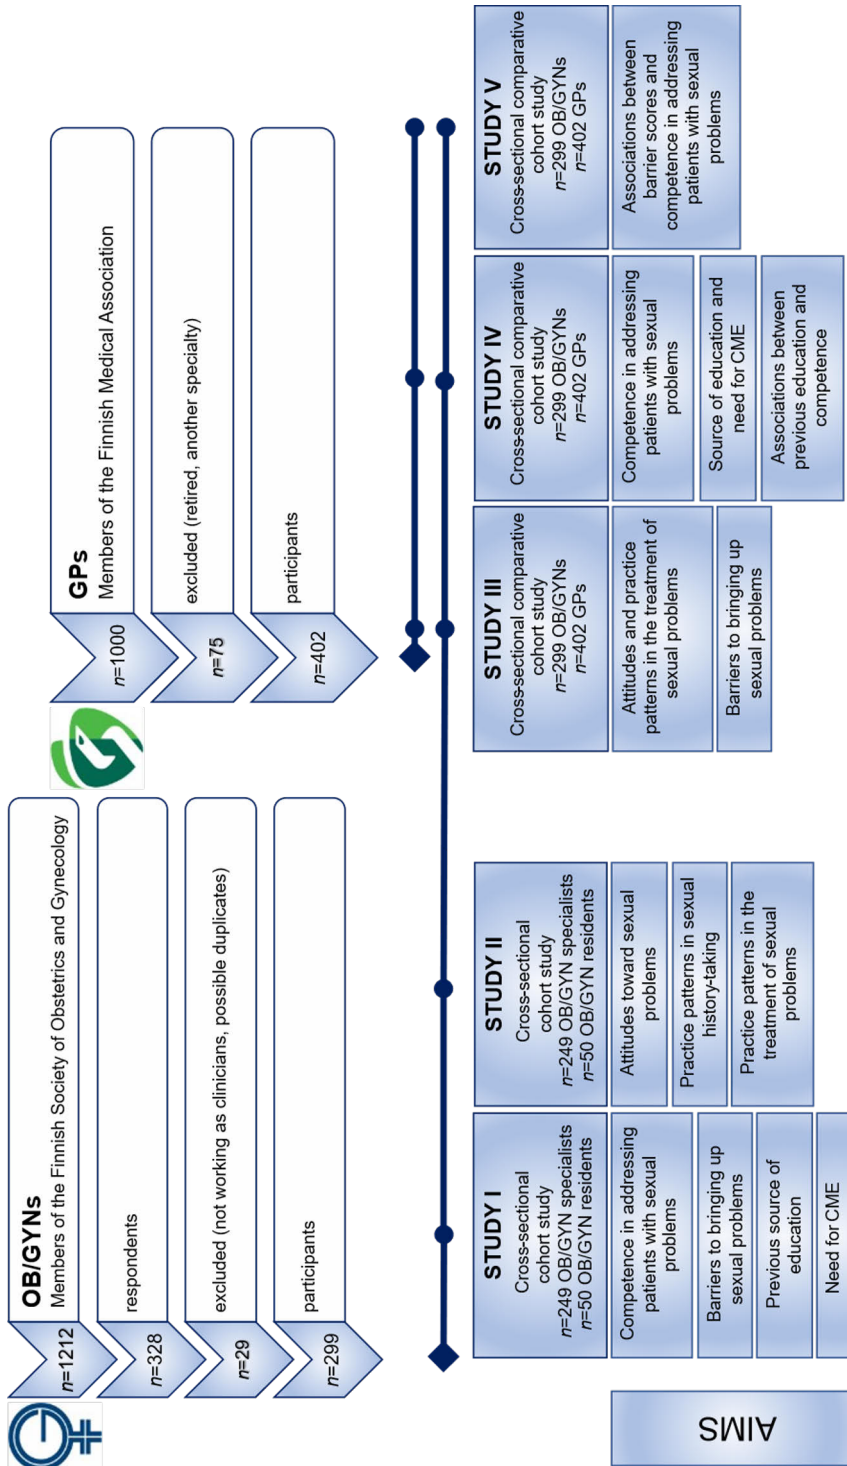 OB/GYNs
Members of the Finnish Society of Obstetrics and Gynecology
n=1212
respondents
n=328
excluded (not working as clinicians, possible duplicates)
n=29
participants
n=299
GPs
Members of the Finnish Medical Association
n=1000
excluded (retired, another specialty)
n=75
participants
n=402
STUDY I
Cross-sectional
cohort study
n=249 OB/GYN specialists
n=50 OB/GYN residents
Competence in addressing
patients with sexual
problems
Barriers to bringing up
sexual problems
Previous source of
education
Need for CME
STUDY II
Cross-sectional
cohort study
n=249 OB/GYN specialists
n=50 OB/GYN residents
Attitudes toward sexual
problems
Practice patterns in sexual
history-taking
Practice patterns in the
treatment of sexual
problems
STUDY III
Cross-sectional comparative
cohort study
n=299 OB/GYNs
n=402 GPs
Attitudes and practice
patterns in the treatment of
sexual problems
Barriers to bringing up
sexual problems
STUDY IV
Cross-sectional comparative
cohort study
n=299 OB/GYNs
n=402 GPs
Competence in addressing
patients with sexual
problems
Source of education and
need for CME
Associations between
previous education and
competence
STUDY V
Cross-sectional comparative
cohort study
n=299 OB/GYNs
n=402 GPs
Associations between
barrier scores and
competence in addressing
patients with sexual
problems
AIMS